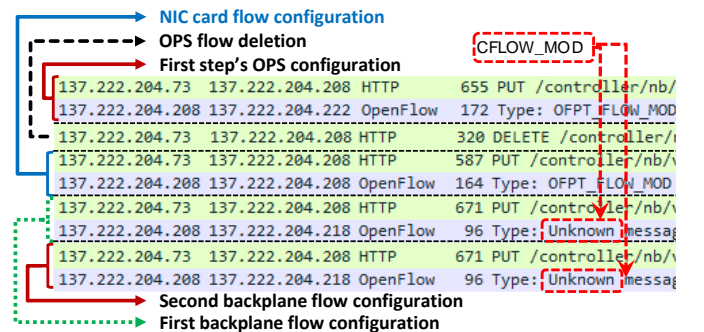 NIC card flow configuration
OPS flow deletion
CFLOW_MOD
First step's OPS configuration
137.222.204.73 137.222.204.208 HTTP 655 PUT /controller/nb/
137.222.204.208 137.222.204.222 OpenFlow 172 Type: OFPT_FLOW_MOD
137.222.204.73 137.222.204.208 HTTP 320 DELETE /controller/
137.222.204.73 137.222.204.208 HTTP 587 PUT /controller/nb/v
137.222.204.208 137.222.204.208 OpenFlow 164 Type: OFPT_FLOW_MOD
137.222.204.73 137.222.204.208 HTTP 671 PUT /controller/nb/v
137.222.204.208 137.222.204.218 OpenFlow 96 Type: Unknown messag
137.222.204.73 137.222.204.208 HTTP 671 PUT /controller/nb/v
137.222.204.208 137.222.204.218 OpenFlow 96 Type: Unknown messag
Second backplane flow configuration
First backplane flow configuration